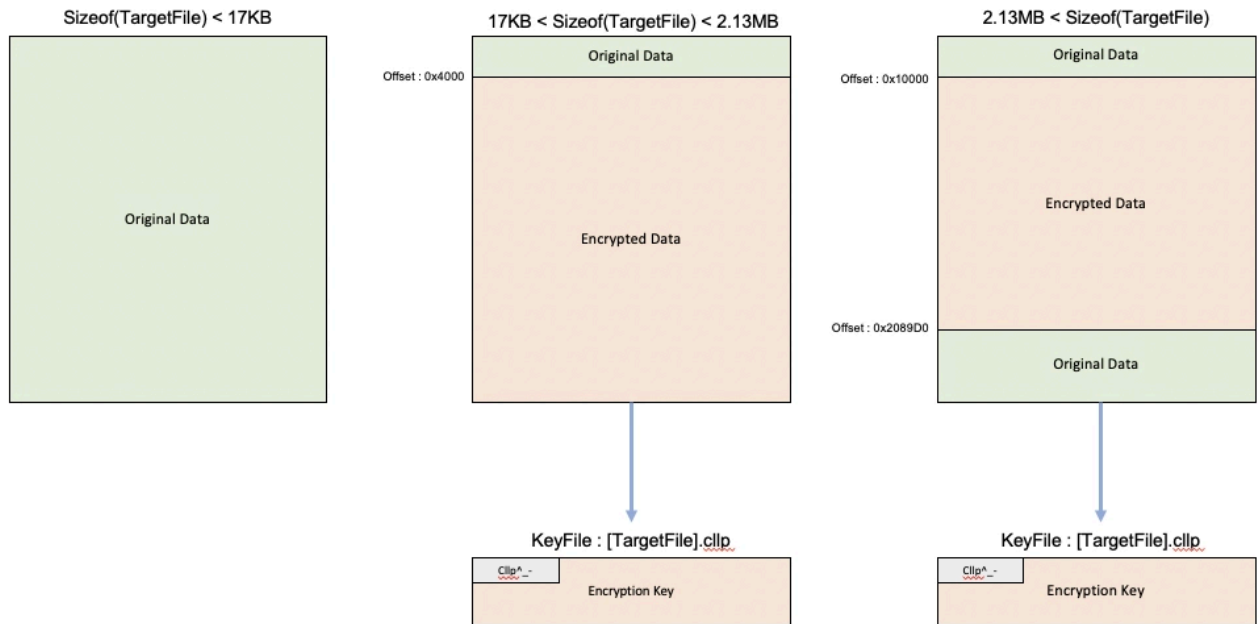 Sizeof(TargetFile) < 17KB
17KB < Sizeof(TargetFile) < 2.13MB
2.13MB < Sizeof(TargetFile)
Original Data
Original Data
Original Data
Offset : 0x4000
Offset : 0x10000
Encrypted Data
Encrypted Data
Offset : 0x2089D0
Original Data
KeyFile : [TargetFile].cllp
KeyFile : [TargetFile].cllp
Cllp^_-
Encryption Key
Cllp^_-
Encryption Key